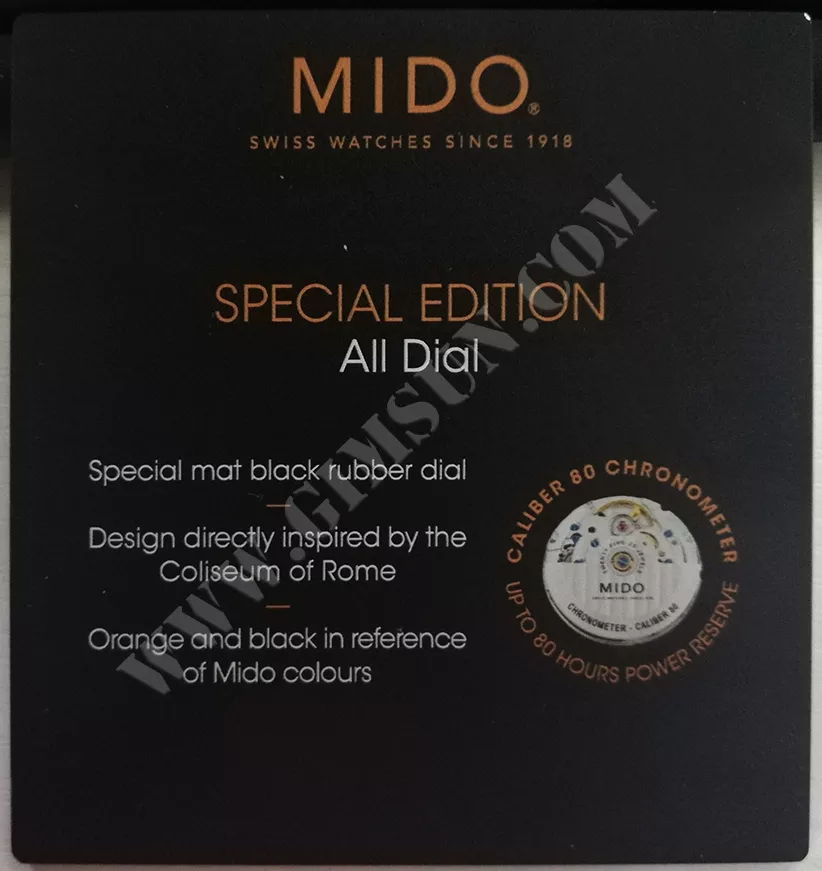 MIDO®
SWISS WATCHES SINCE 1918
SPECIAL EDITION
All Dial
Special mat black rubber dial
Design directly inspired by the
Coliseum of Rome
Orange and black in reference
of Mido colours
CALIBER 80 CHRONOMETER
UP TO 80 HOURS POWER RESERVE
MIDO
CHRONOMETER - CALIBER 80
WWW.GIMSUN.COM